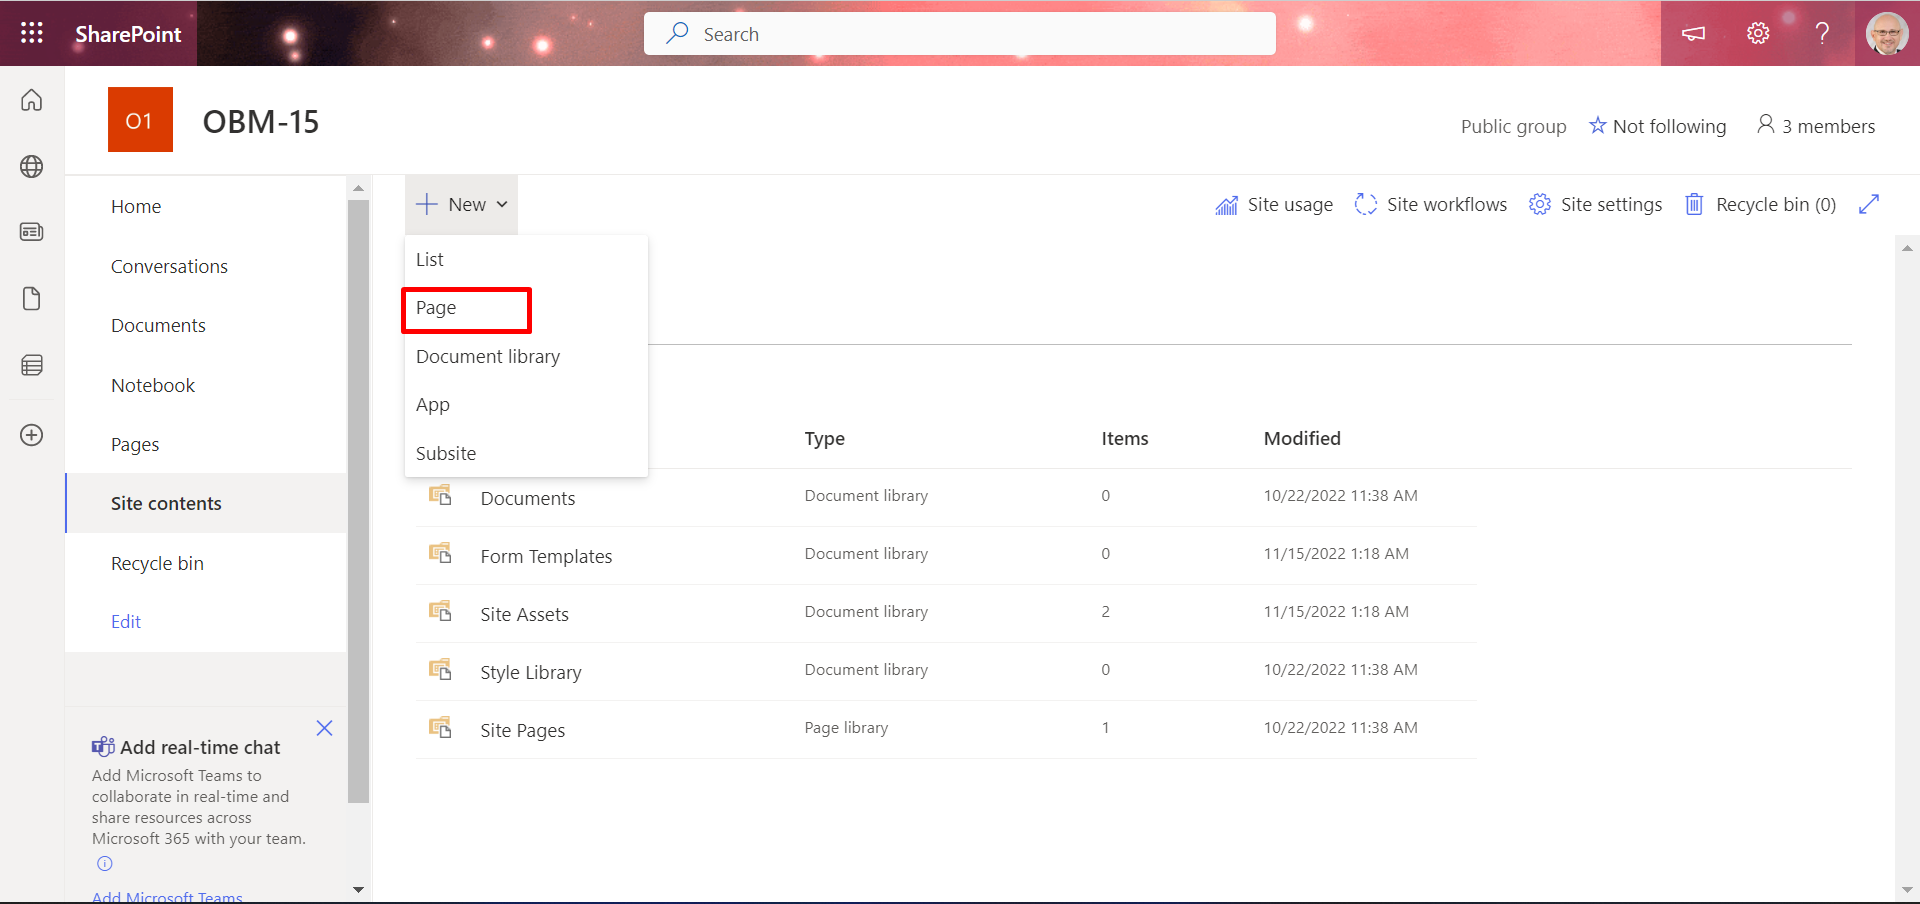 SharePoint
Search
?
O1
OBM-15
Public group
Not following
3 members
Home
Conversations
Documents
Notebook
Pages
Site contents
Recycle bin
Edit
Add real-time chat
Add Microsoft Teams to
collaborate in real-time and
share resources across
Microsoft 365 with your team.
Add Microsoft Teams
New
Site usage
Site workflows
Site settings
Recycle bin (0)
List
Page
Document library
App
Subsite
Type Items Modified
Documents Document library 0 10/22/2022 11:38 AM
Form Templates Document library 0 11/15/2022 1:18 AM
Site Assets Document library 2 11/15/2022 1:18 AM
Style Library Document library 0 10/22/2022 11:38 AM
Site Pages Page library 1 10/22/2022 11:38 AM